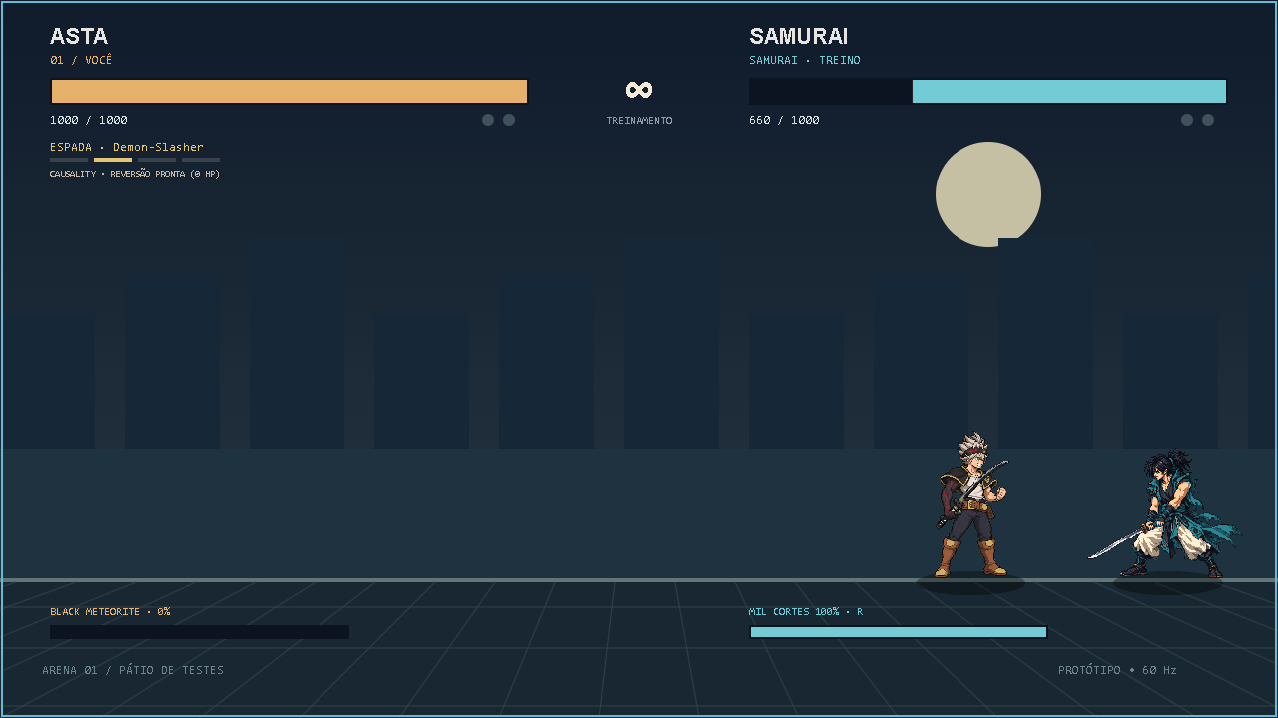 ASTA
01 / VOCÊ
1000 / 1000
ESPADA · Demon-Slasher
CAUSALITY · REVERSÃO PRONTA (0 HP)
∞
TREINAMENTO
SAMURAI
SAMURAI · TREINO
660 / 1000
BLACK METEORITE · 0%
MIL CORTES 100% · R
ARENA 01 / PÁTIO DE TESTES
PROTÓTIPO • 60 Hz